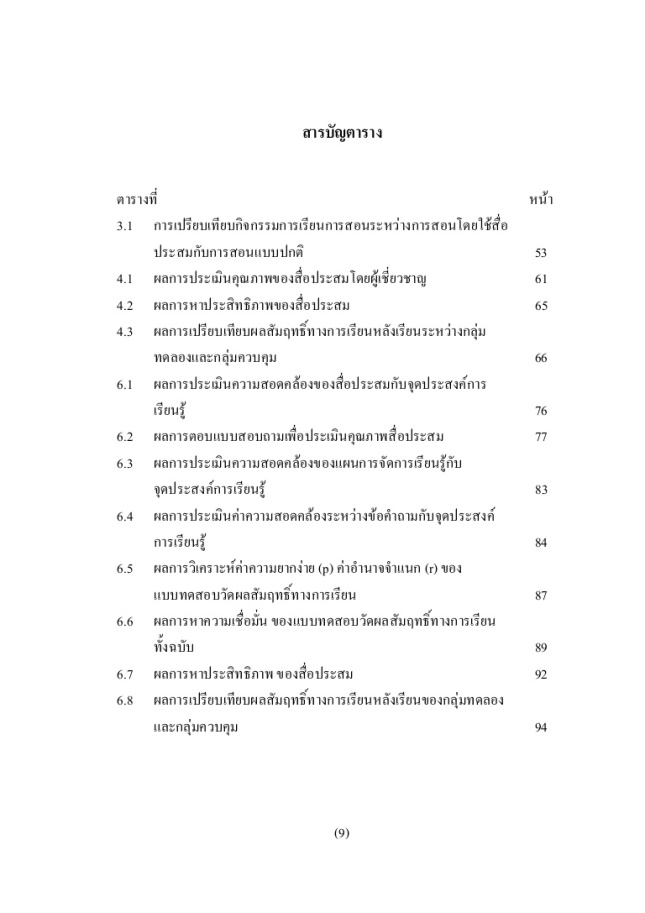 สารบัญตาราง
ตารางที่ หน้า
3.1 การเปรียบเทียบกิจกรรมการเรียนการสอนระหว่างการสอนโดยใช้สื่อ
ประสมกับการสอนแบบปกติ 53
4.1 ผลการประเมินคุณภาพของสื่อประสมโดยผู้เชี่ยวชาญ 61
4.2 ผลการหาประสิทธิภาพของสื่อประสม 65
4.3 ผลการเปรียบเทียบผลสัมฤทธิ์ทางการเรียนหลังเรียนระหว่างกลุ่ม
ทดลองและกลุ่มควบคุม 66
6.1 ผลการประเมินความสอดคล้องของสื่อประสมกับจุดประสงค์การ
เรียนรู้ 76
6.2 ผลการตอบแบบสอบถามเพื่อประเมินคุณภาพสื่อประสม 77
6.3 ผลการประเมินความสอดคล้องของแผนการจัดการเรียนรู้กับ
จุดประสงค์การเรียนรู้ 83
6.4 ผลการประเมินค่าความสอดคล้องระหว่างข้อคำถามกับจุดประสงค์
การเรียนรู้ 84
6.5 ผลการวิเคราะห์ค่าความยากง่าย (p) ค่าอำนาจจำแนก (r) ของ
แบบทดสอบวัดผลสัมฤทธิ์ทางการเรียน 87
6.6 ผลการหาความเชื่อมั่น ของแบบทดสอบวัดผลสัมฤทธิ์ทางการเรียน
ทั้งฉบับ 89
6.7 ผลการหาประสิทธิภาพ ของสื่อประสม 92
6.8 ผลการเปรียบเทียบผลสัมฤทธิ์ทางการเรียนหลังเรียนของกลุ่มทดลอง
และกลุ่มควบคุม 94
(9)